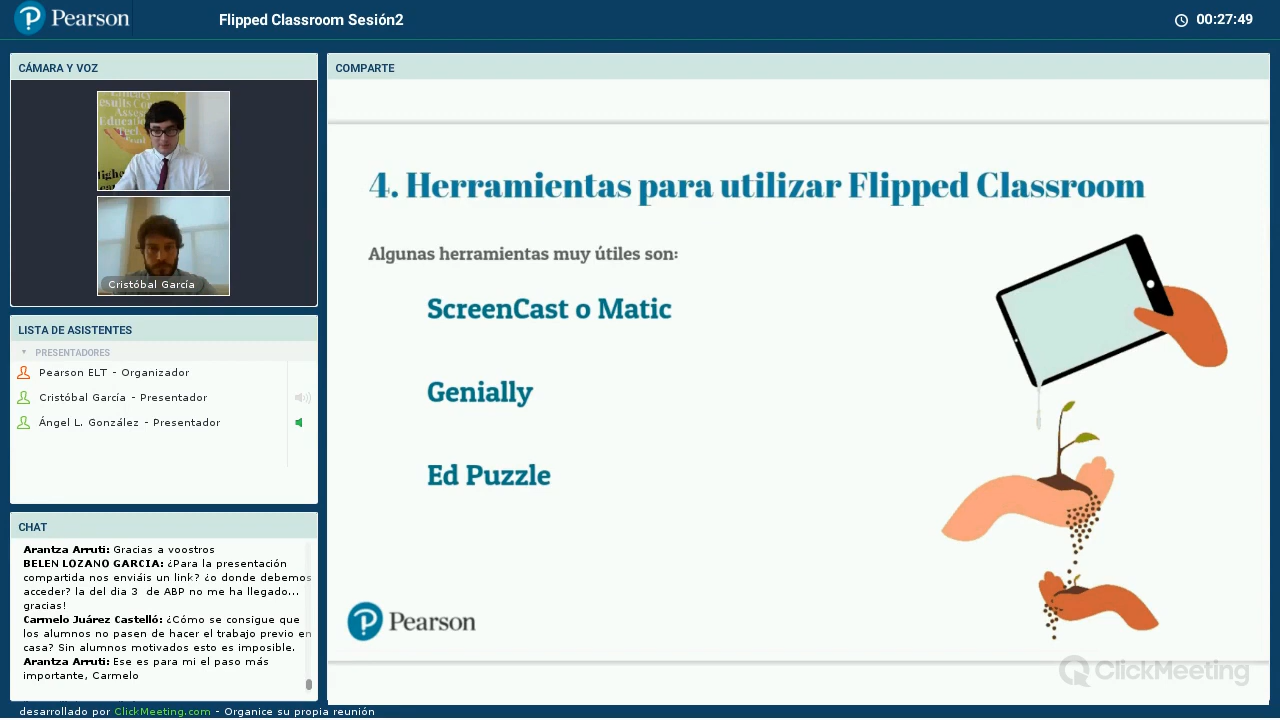 Pearson
Flipped Classroom Sesión2
00:27:49
CÁMARA Y VOZ
Cristóbal García
LISTA DE ASISTENTES
PRESENTADORES
Pearson ELT - Organizador
Cristóbal García - Presentador
Ángel L. González - Presentador
CHAT
Arantza Arruti: Gracias a voostros
BELEN LOZANO GARCIA: ¿Para la presentación
compartida nos enviáis un link? ¿o donde debemos
acceder? la del dia 3 de ABP no me ha llegado...
gracias!
Carmelo Juárez Castelló: ¿Cómo se consigue que
los alumnos no pasen de hacer el trabajo previo en
casa? Sin alumnos motivados esto es imposible.
Arantza Arruti: Ese es para mi el paso más
importante, Carmelo
desarrollado por ClickMeeting.com - Organice su propia reunión
COMPARTE
4. Herramientas para utilizar Flipped Classroom
Algunas herramientas muy útiles son:
ScreenCast o Matic
Genially
Ed Puzzle
Pearson
ClickMeeting